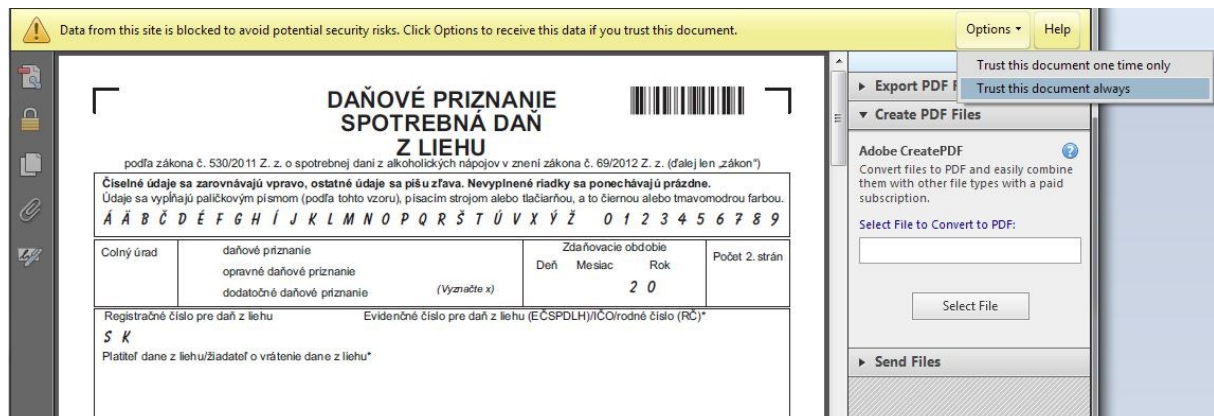 Data from this site is blocked to avoid potential security risks. Click Options to receive this data if you trust this document.
Options
Help
Trust this document one time only
Trust this document always
DAŇOVÉ PRIZNANIE
SPOTREBNÁ DAŇ
Z LIEHU
podľa zákona č. 530/2011 Z. z. o spotrebnej dani z alkoholických nápojov v znení zákona č. 69/2012 Z. z. (ďalej len „zákon“)
Číselné údaje sa zarovnávajú vpravo, ostatné údaje sa píšu zľava. Nevyplnené riadky sa ponechávajú prázdne.
Údaje sa vypĺňajú paličkovým písmom (podľa tohto vzoru), písacím strojom alebo tlačiarňou, a to čiernou alebo tmavomodrou farbou.
Á Ä B Č D É F G H Í J K L M N O P Q R Š T Ú V X Ý Ž 0 1 2 3 4 5 6 7 8 9
Colný úrad
daňové priznanie
opravné daňové priznanie
dodatočné daňové priznanie
(Vyznačte x)
Zdaňovacie obdobie
Deň Mesiac Rok
2 0
Počet 2. strán
Registračné číslo pre daň z liehu
Evidenčné číslo pre daň z liehu (EČSPDLH)/IČO/rodné číslo (RČ)*
S K
Platiteľ dane z liehu/žiadateľ o vrátenie dane z liehu*
Export PDF F
Create PDF Files
Adobe CreatePDF
Convert files to PDF and easily combine
them with other file types with a paid
subscription.
Select File to Convert to PDF:
Select File
Send Files